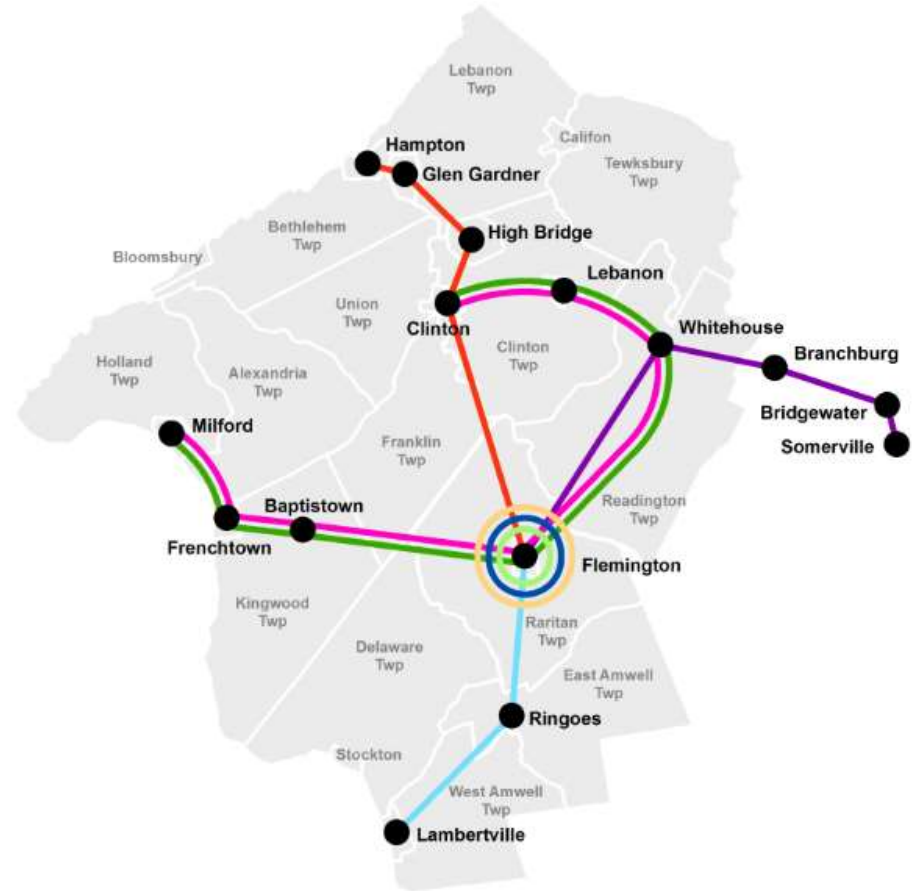 Lebanon
Twp
Hampton
Califon
Glen Gardner
Tewksbury
Twp
Bethlehem
Twp
High Bridge
Bloomsbury
Lebanon
Union
Twp
Clinton
Whitehouse
Clinton
Twp
Holland
Twp
Branchburg
Alexandria
Twp
Bridgewater
Milford
Somerville
Franklin
Twp
Baptistown
Readington
Twp
Frenchtown
Flemington
Kingwood
Twp
Raritan
Twp
Delaware
Twp
East Amwell
Twp
Ringoes
Stockton
West Amwell
Twp
Lambertville